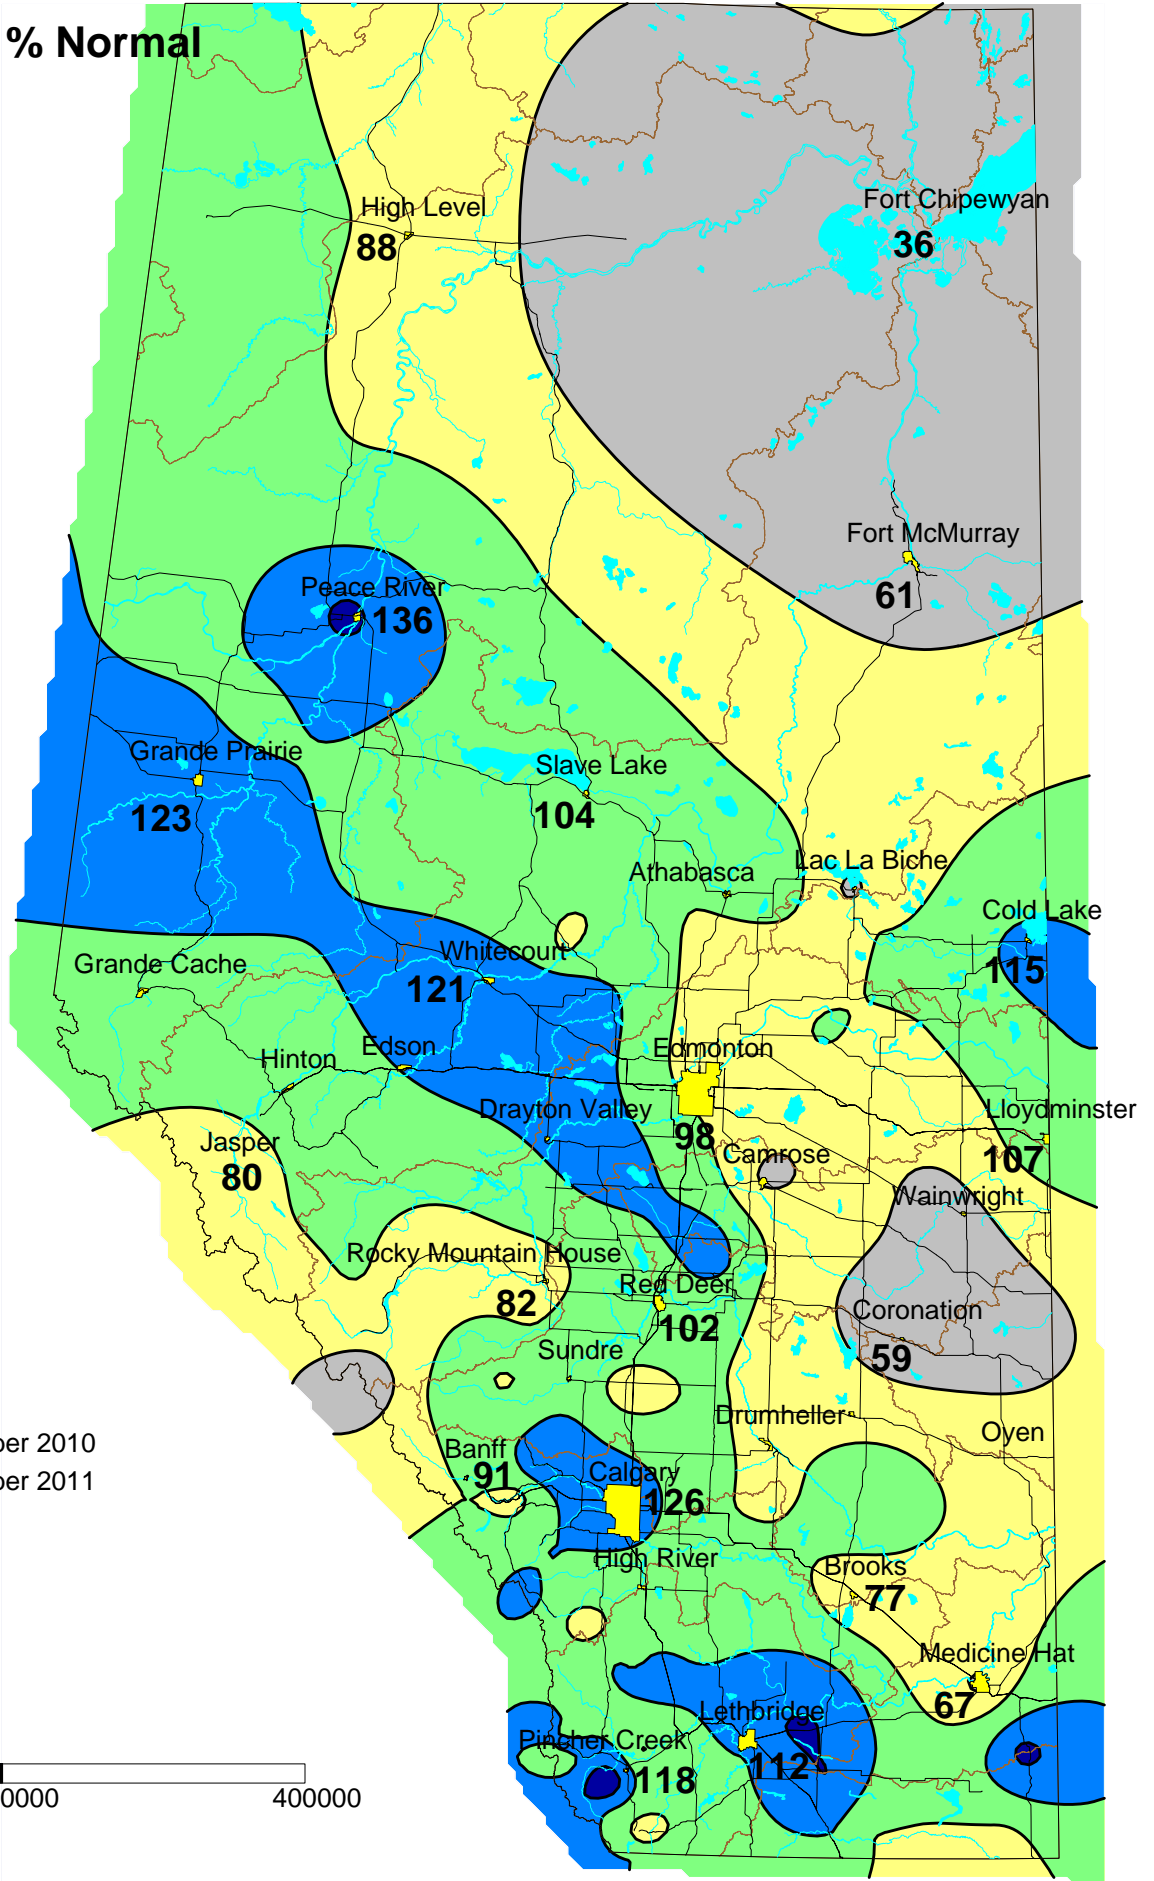 % Normal
Fort Chipewyan
36
High Level
88
Fort McMurray
61
Peace River
136
Grande Prairie
123
Slave Lake
104
Athabasca
Lac La Biche
Cold Lake
115
Whitecourt
121
Grande Cache
Hinton
Edson
Edmonton
98
Drayton Valley
Lloydminster
107
Jasper
80
Camrose
Wainwright
Rocky Mountain House
82
Red Deer
102
Coronation
59
Sundre
Drumheller
Oyen
ber 2010
ber 2011
Banff
91
Calgary
126
High River
Brooks
77
Medicine Hat
67
Lethbridge
112
Pincher Creek
118
0000
400000